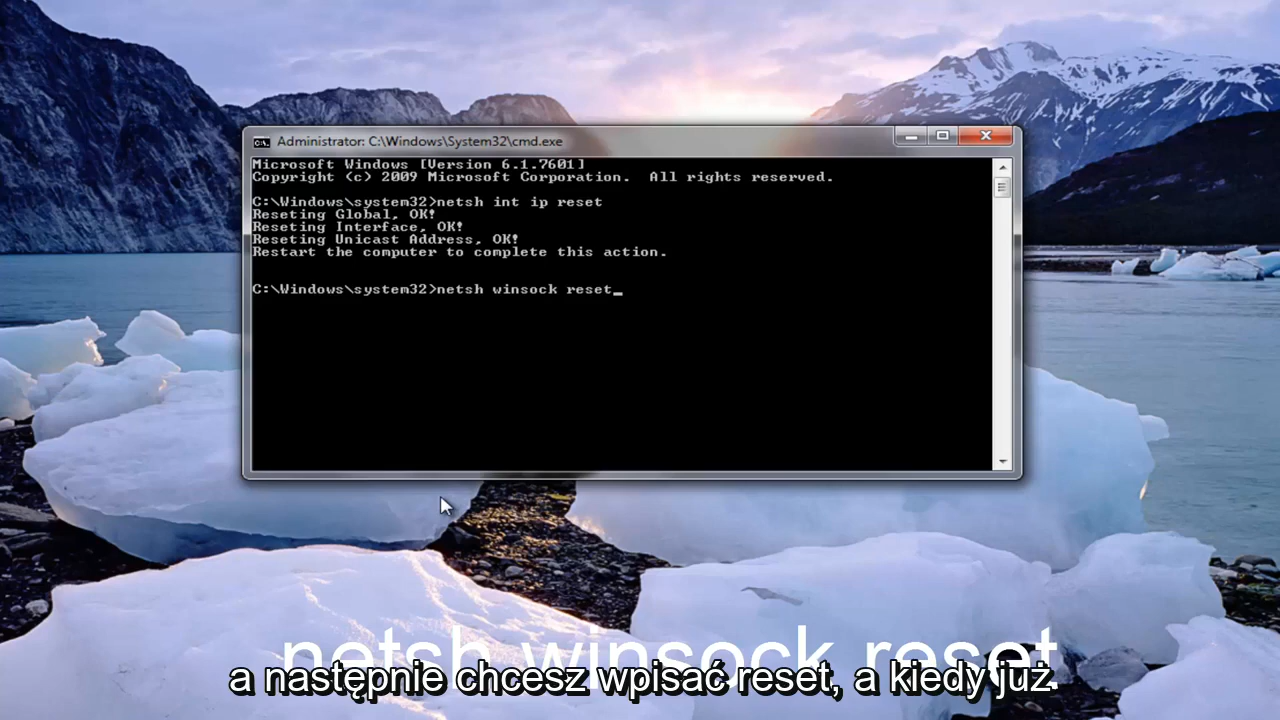 Administrator: C:\Windows\System32\cmd.exe
Microsoft Windows [Version 6.1.7601]
Copyright (c) 2009 Microsoft Corporation.  All rights reserved.
C:\Windows\system32>netsh int ip reset
Reseting Global, OK!
Reseting Interface, OK!
Reseting Unicast Address, OK!
Restart the computer to complete this action.
C:\Windows\system32>netsh winsock reset_
netsh winsock reset
a następnie chcesz wpisać reset, a kiedy już